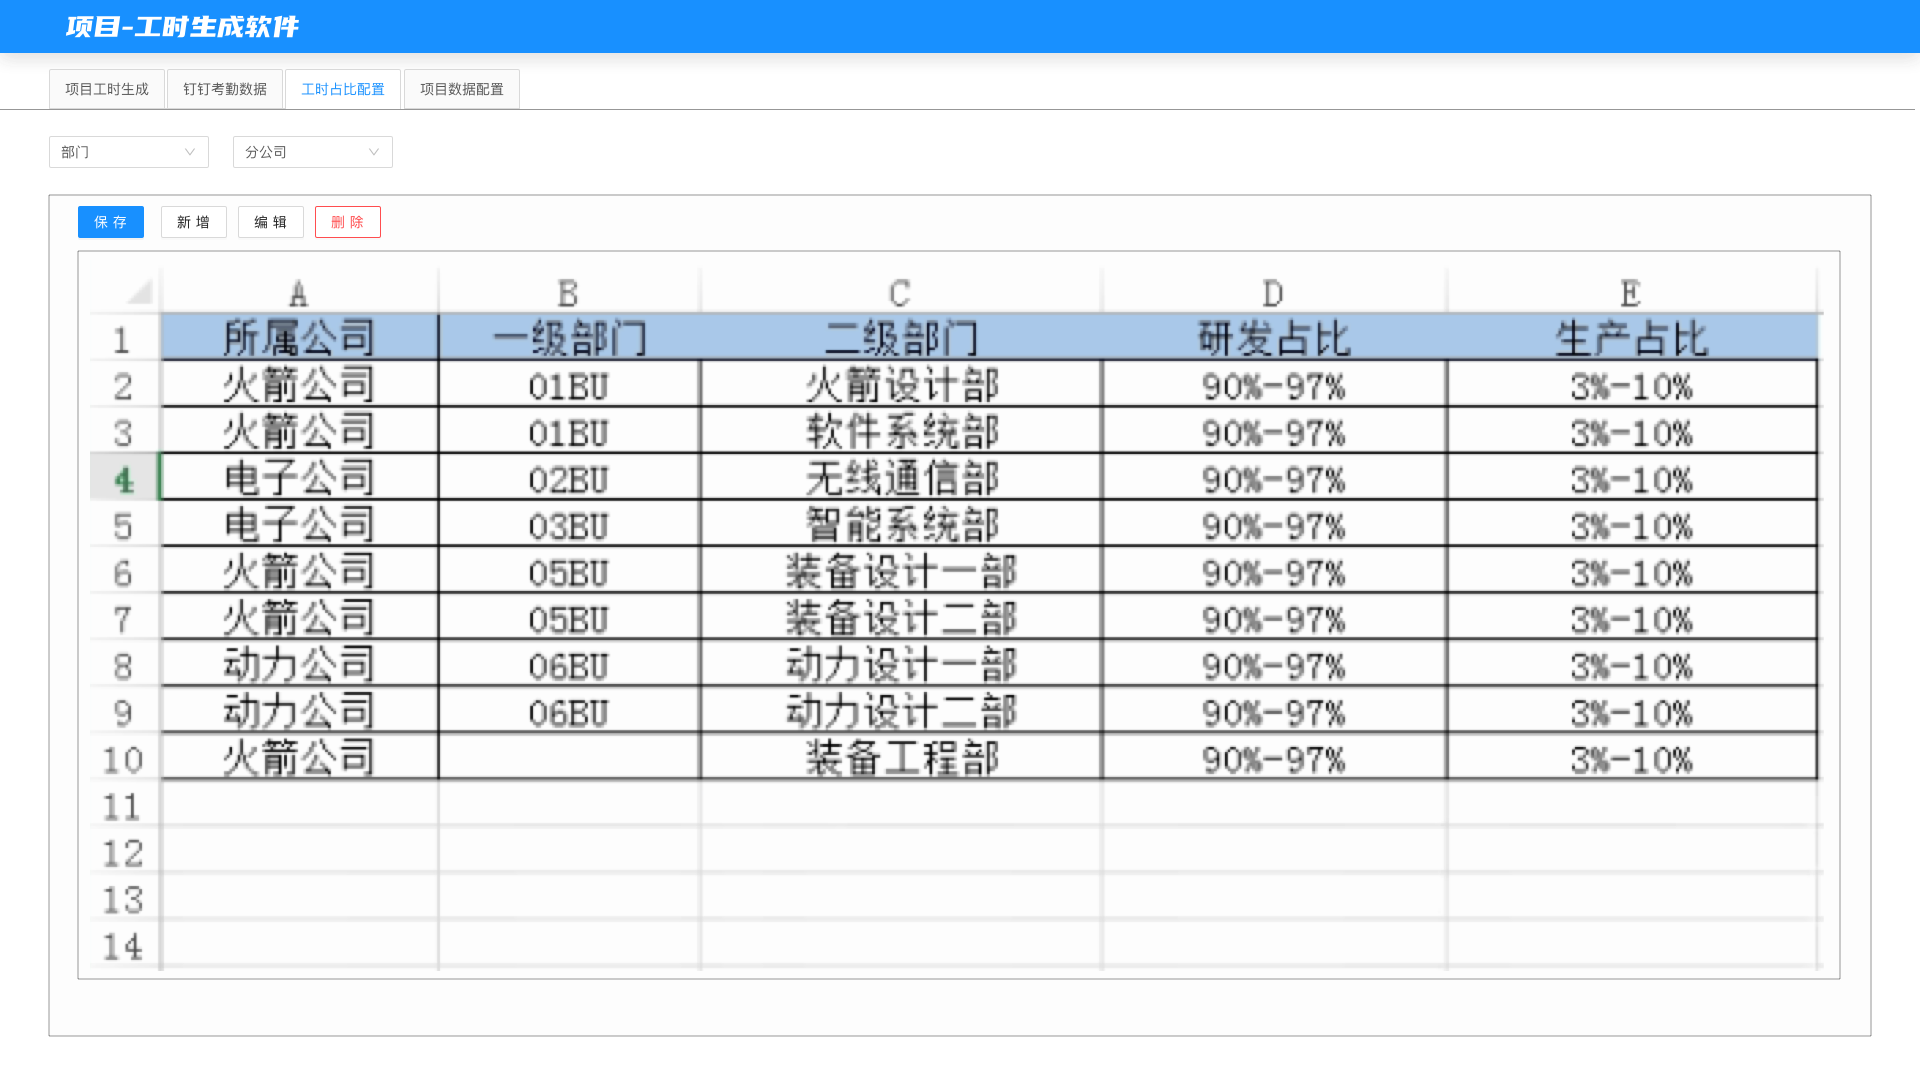 项目-工时生成软件
项目工时生成 钉钉考勤数据 工时占比配置 项目数据配置
部门 分公司
保存 新增 编辑 删除
A B C D E
1 所属公司 一级部门 二级部门 研发占比 生产占比
2 火箭公司 01BU 火箭设计部 90%-97% 3%-10%
3 火箭公司 01BU 软件系统部 90%-97% 3%-10%
4 电子公司 02BU 无线通信部 90%-97% 3%-10%
5 电子公司 03BU 智能系统部 90%-97% 3%-10%
6 火箭公司 05BU 装备设计一部 90%-97% 3%-10%
7 火箭公司 05BU 装备设计二部 90%-97% 3%-10%
8 动力公司 06BU 动力设计一部 90%-97% 3%-10%
9 动力公司 06BU 动力设计二部 90%-97% 3%-10%
10 火箭公司 装备工程部 90%-97% 3%-10%
11
12
13
14